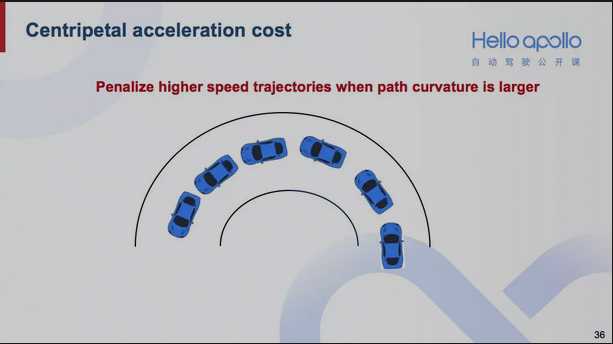 Centripetal acceleration cost
Hello apollo
自动驾驶公开课
Penalize higher speed trajectories when path curvature is larger
36